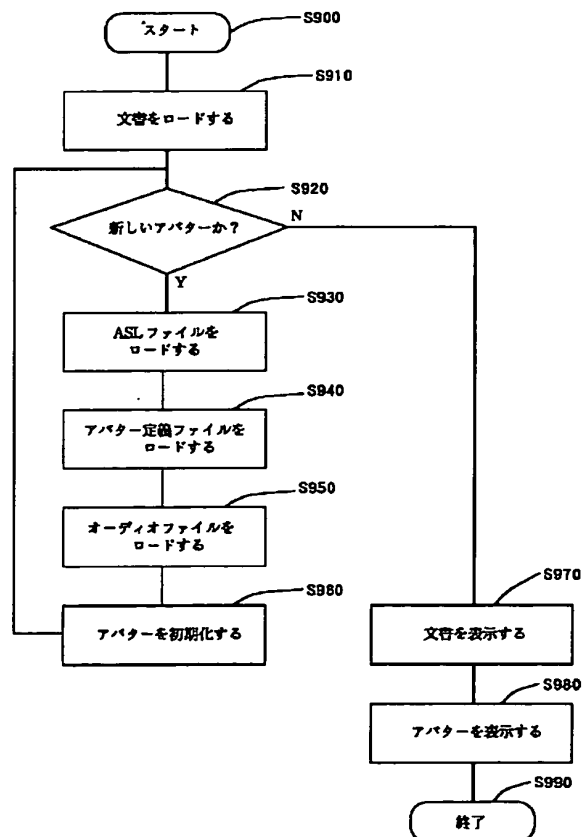 スタート
S900
S910
文書をロードする
S920
新しいアバターか？
N
Y
S930
ASLファイルを
ロードする
S940
アバター定義ファイルを
ロードする
S950
オーディオファイルを
ロードする
S980
アバターを初期化する
S970
文書を表示する
S980
アバターを表示する
S990
終了